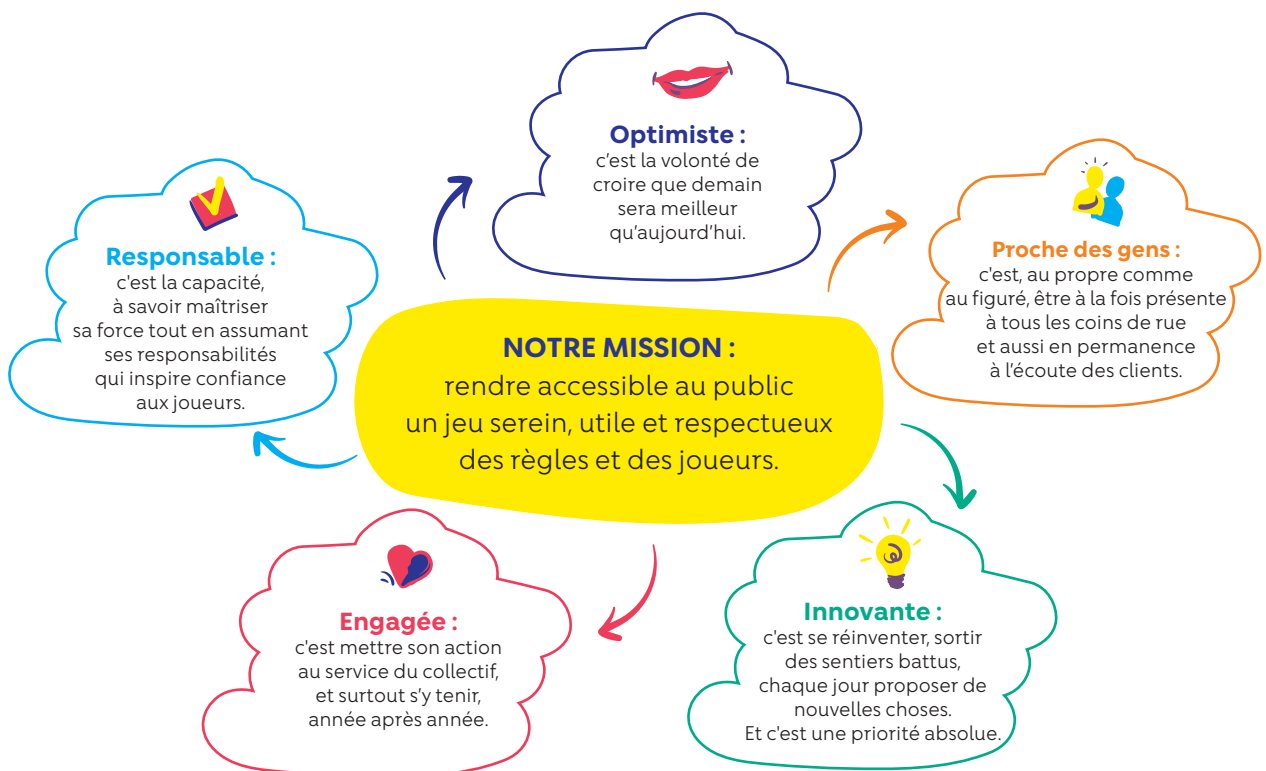 Optimiste :
c'est la volonté de
croire que demain
sera meilleur
qu'aujourd'hui.
Responsable :
c'est la capacité,
à savoir maîtriser
sa force tout en assumant
ses responsabilités
qui inspire confiance
aux joueurs.
Proche des gens :
c'est, au propre comme
au figuré, être à la fois présente
à tous les coins de rue
et aussi en permanence
à l'écoute des clients.
NOTRE MISSION :
rendre accessible au public
un jeu serein, utile et respectueux
des règles et des joueurs.
Engagée :
c'est mettre son action
au service du collectif,
et surtout s'y tenir,
année après année.
Innovante :
c'est se réinventer, sortir
des sentiers battus,
chaque jour proposer de
nouvelles choses.
Et c'est une priorité absolue.